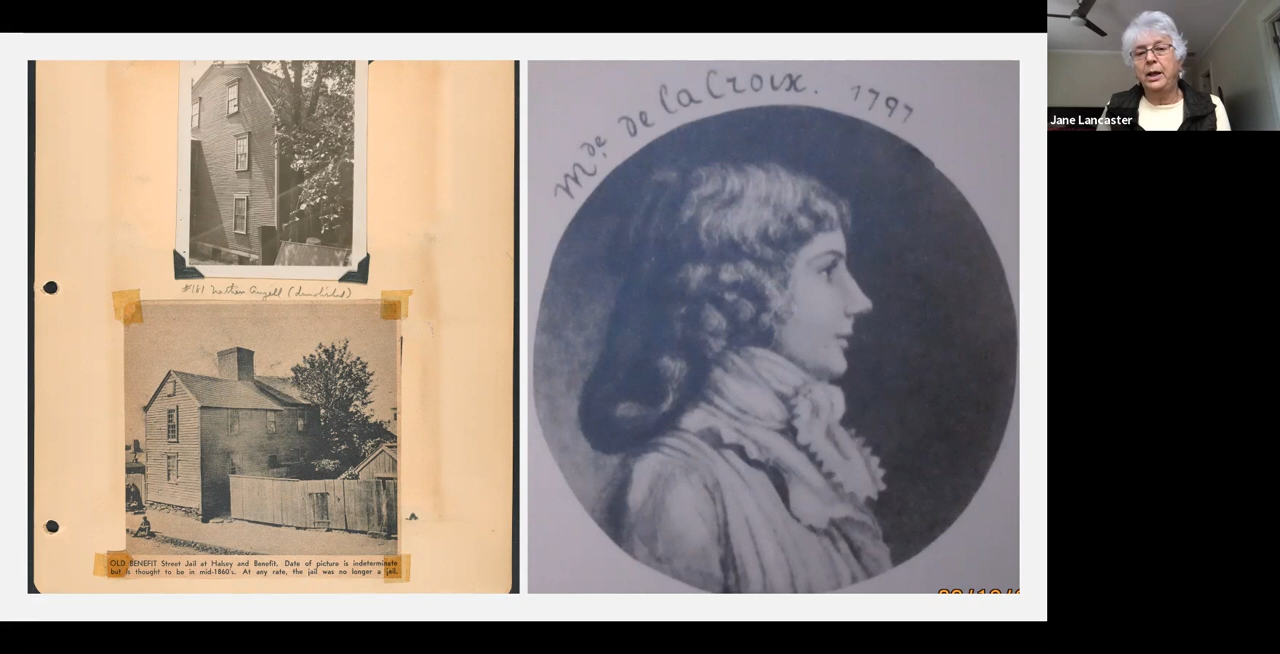 #181 Nathan Angell (demolished)
OLD BENEFIT Street Jail at Halsey and Benefit. Date of picture is indeterminate
but is thought to be in mid-1860's. At any rate, the jail was no longer a jail.
Mde. de la Croix. 1797
Jane Lancaster